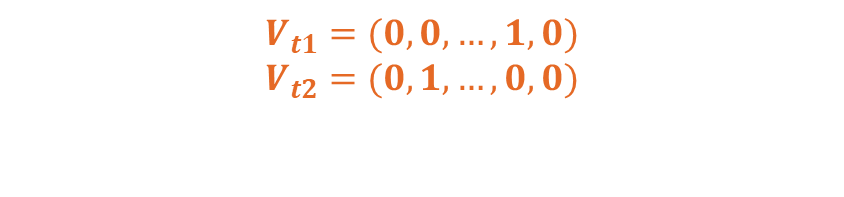 V_{t1} = (0, 0, ..., 1, 0)
V_{t2} = (0, 1, ..., 0, 0)